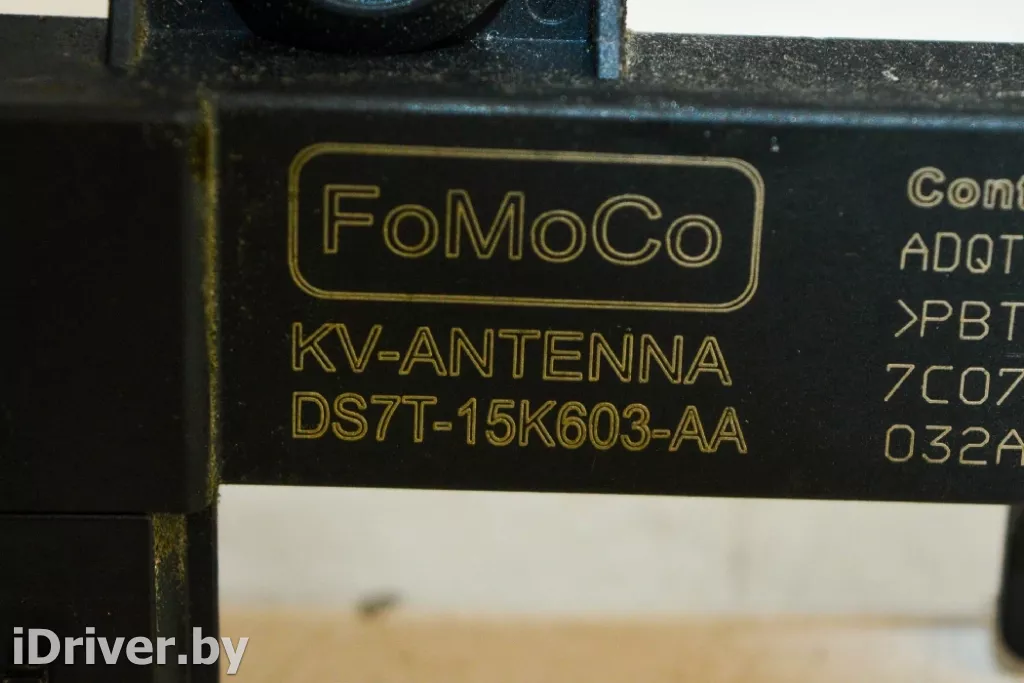 FoMoCo
KV-ANTENNA
DS7T-15K603-AA
Cont
ADQT
>PBT
7C07
032A
iDriver.by